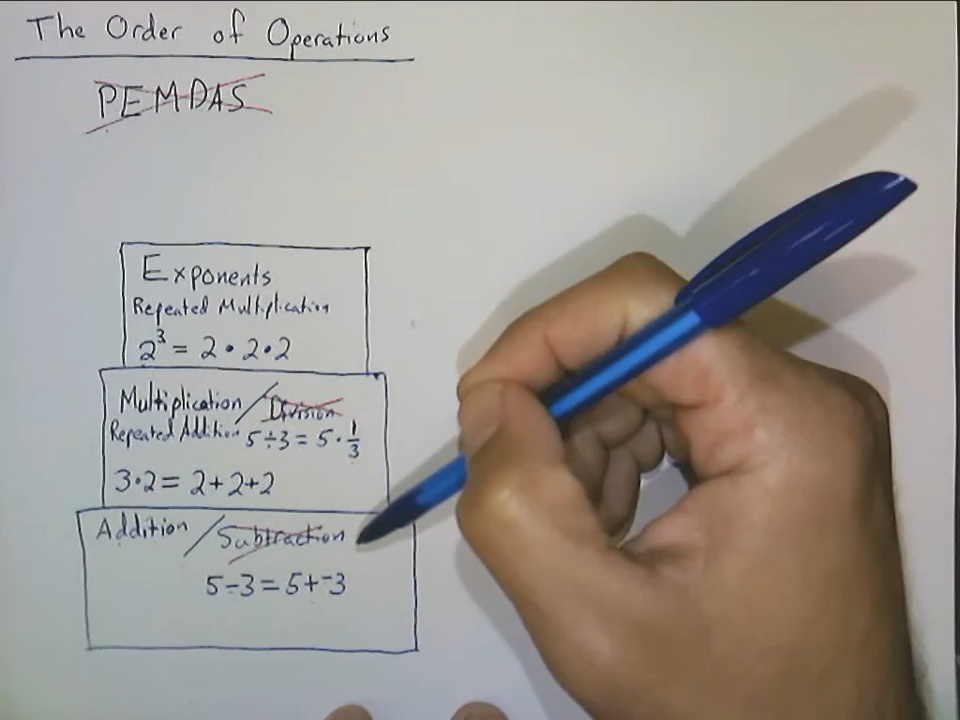 The Order of Operations
PEMDAS
Exponents
Repeated Multiplication
2³ = 2 · 2 · 2
Multiplication / Division
Repeated Addition 5÷3 = 5 · 1/3
3·2 = 2+2+2
Addition / Subtraction
5-3 = 5+⁻3